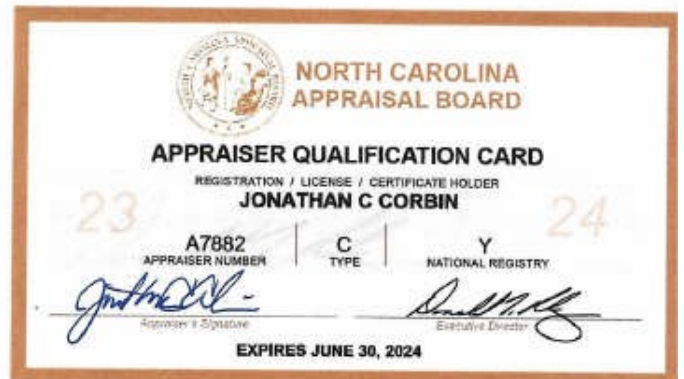 NORTH CAROLINA
APPRAISAL BOARD
APPRAISER QUALIFICATION CARD
REGISTRATION / LICENSE / CERTIFICATE HOLDER
JONATHAN C CORBIN
23
24
A7882
C
Y
APPRAISER NUMBER
TYPE
NATIONAL REGISTRY
Appraiser's Signature
Executive Director
EXPIRES JUNE 30, 2024